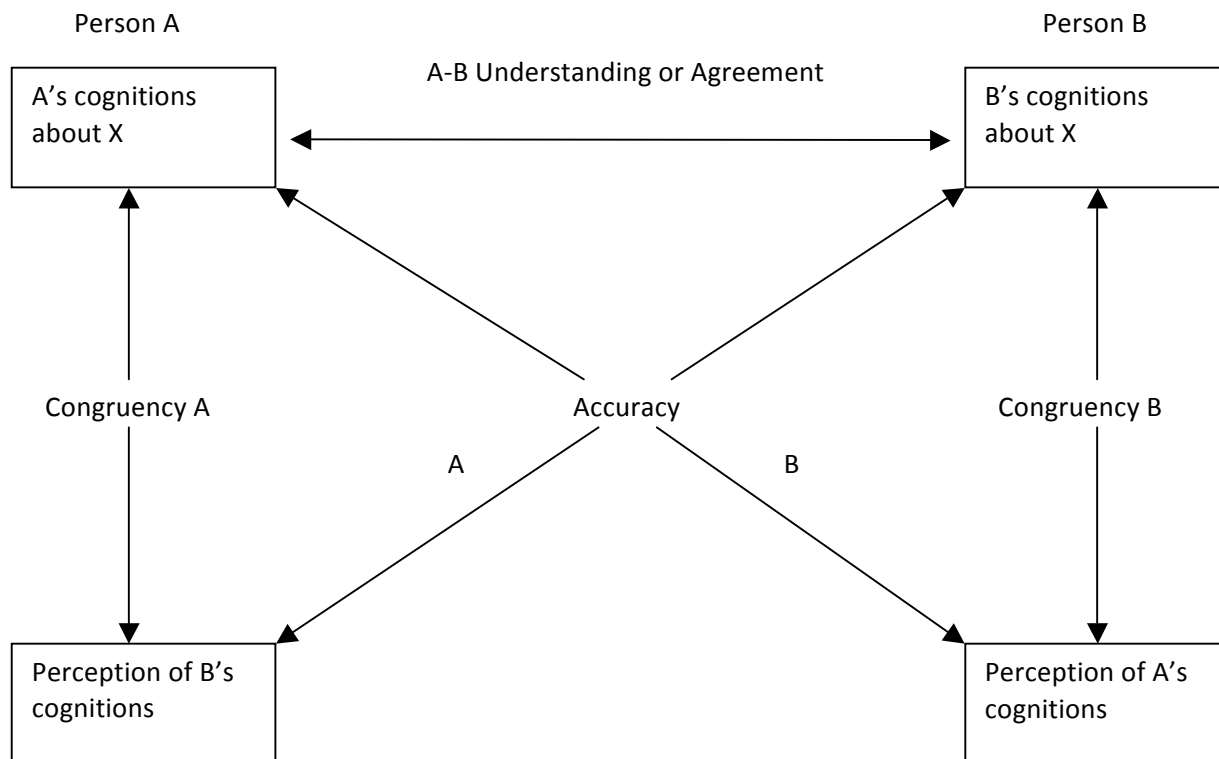 Person A
Person B
A-B Understanding or Agreement
A’s cognitions
about X
B’s cognitions
about X
Congruency A
Accuracy
Congruency B
A
B
Perception of B’s
cognitions
Perception of A’s
cognitions